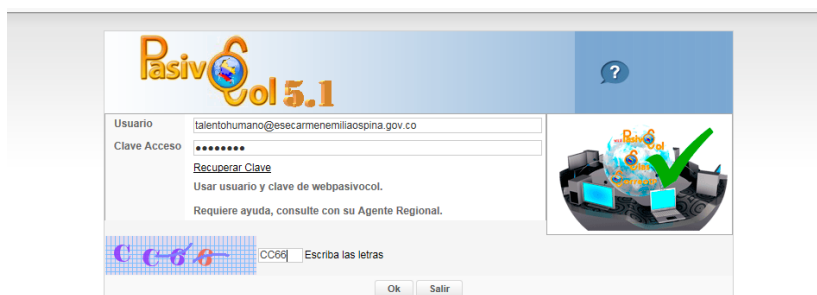 PasivoCol 5.1
?
Usuario talentohumano@esecarmenemiliaospina.gov.co
Clave Acceso ••••••••
Recuperar Clave
Usar usuario y clave de webpasivocol.
Requiere ayuda, consulte con su Agente Regional.
C C66 CC66 Escriba las letras
Ok Salir